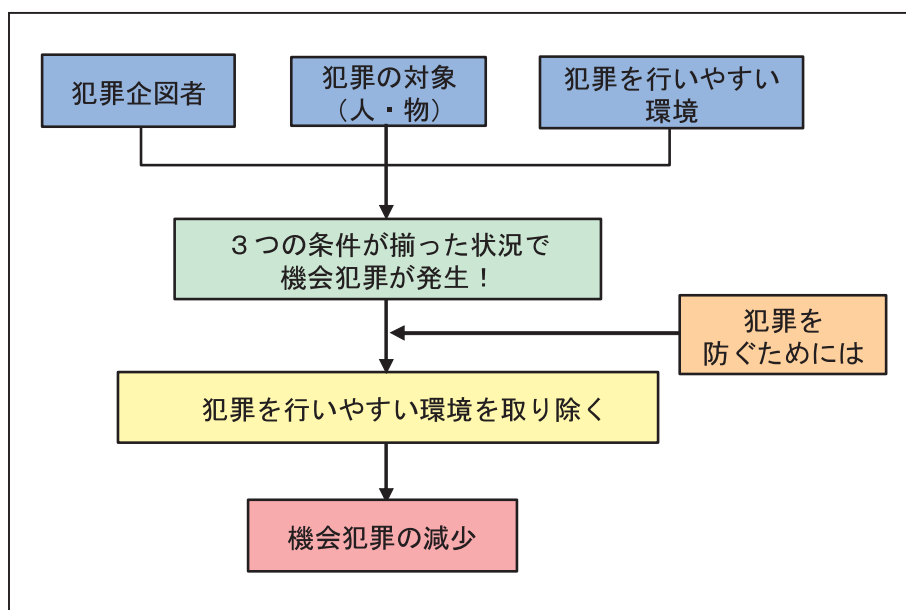 犯罪企図者
犯罪の対象
（人・物）
犯罪を行いやすい
環境
３つの条件が揃った状況で
機会犯罪が発生！
犯罪を
防ぐためには
犯罪を行いやすい環境を取り除く
機会犯罪の減少